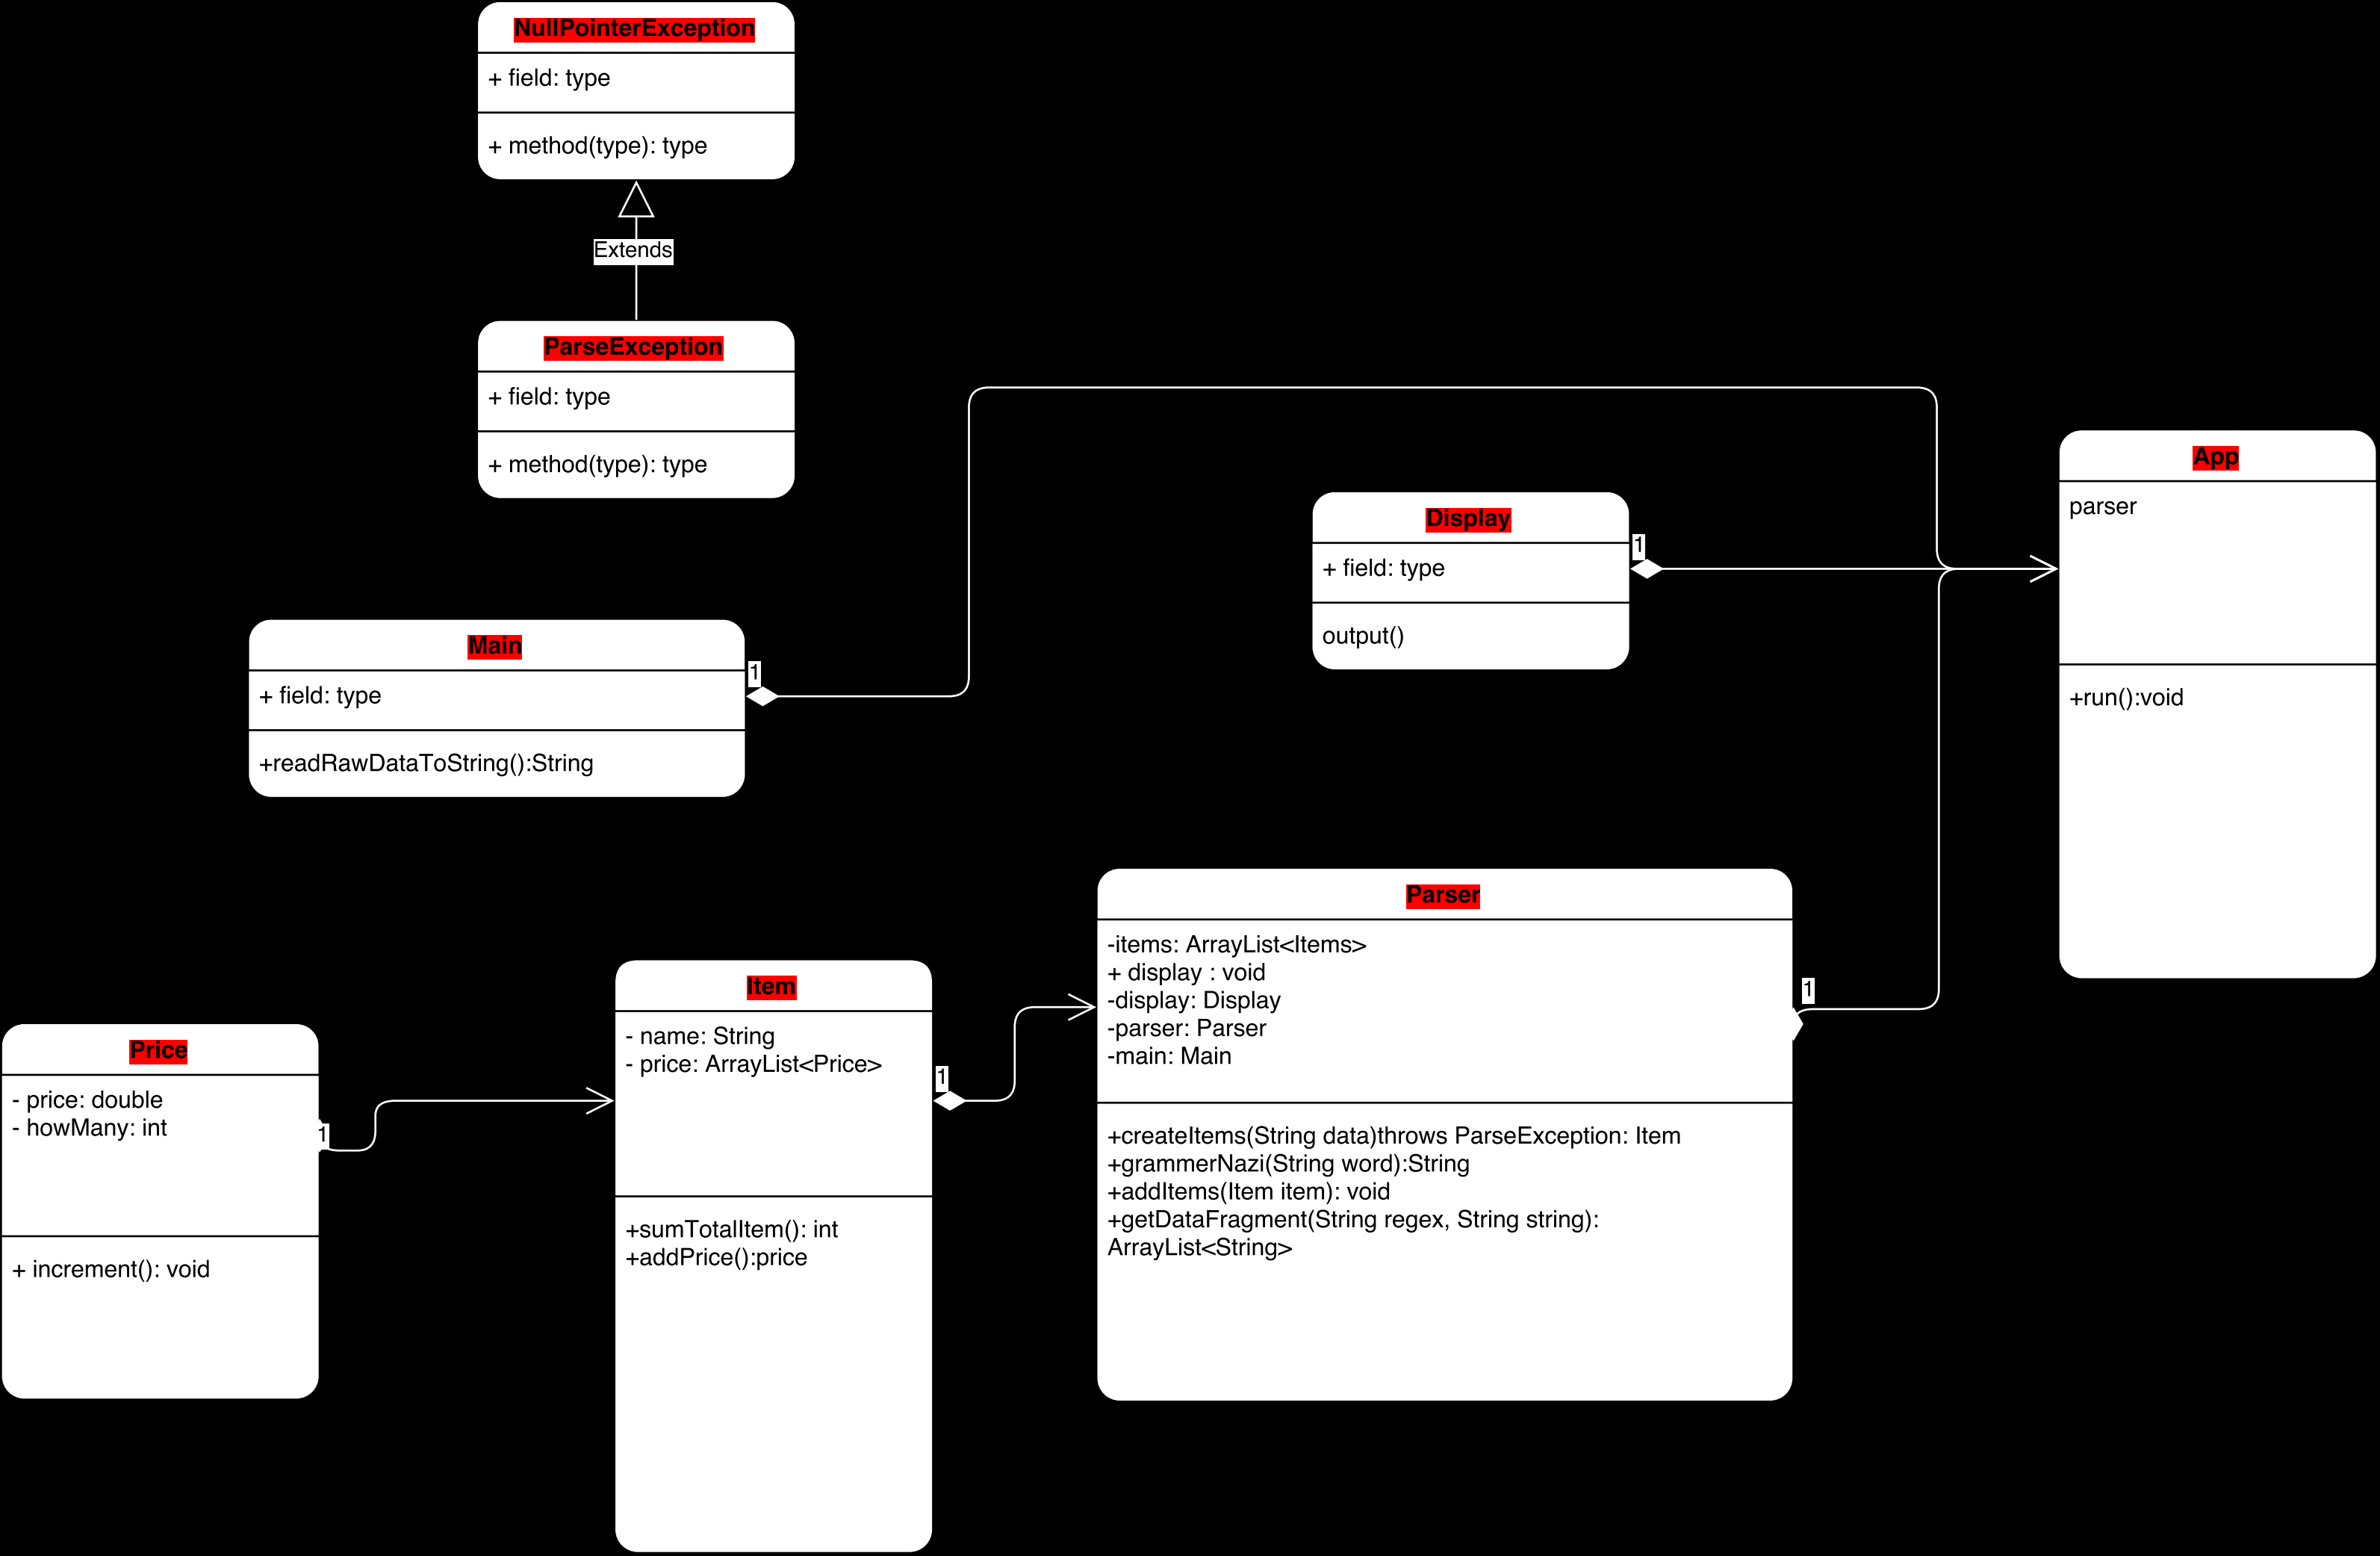 NullPointerException
+ field: type
+ method(type): type
Extends
ParseException
+ field: type
+ method(type): type
App
parser
+run():void
Display
+ field: type
output()
1
Main
+ field: type
+readRawDataToString():String
1
Parser
-items: ArrayList<Items>
+ display : void
-display: Display
-parser: Parser
-main: Main
+createItems(String data)throws ParseException: Item
+grammerNazi(String word):String
+addItems(Item item): void
+getDataFragment(String regex, String string):
ArrayList<String>
1
Item
- name: String
- price: ArrayList<Price>
+sumTotalItem(): int
+addPrice():price
1
Price
- price: double
- howMany: int
+ increment(): void
1